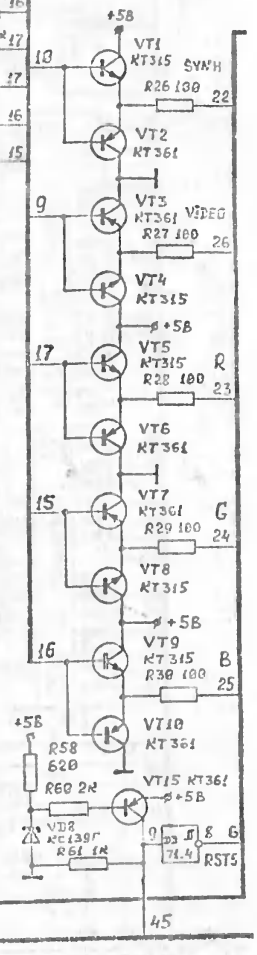 +5В
16
17
18
VT1
КТ315
SYNH
R26 100
22
17
VT2
КТ361
16
15
9
VT3
КТ361
VIDEO
R27 100
26
VT4
КТ315
+5В
17
VT5
КТ315
R
R28 100
23
VT6
КТ361
15
VT7
КТ361
G
R29 100
24
VT8
КТ315
+5В
16
VT9
КТ315
B
R30 100
25
VT10
КТ361
+5В
R58
620
R60 2К
VT15 КТ361
+5В
VD2
КС139Г
R61 1К
9
D3
71.4
8
6
RST5
45